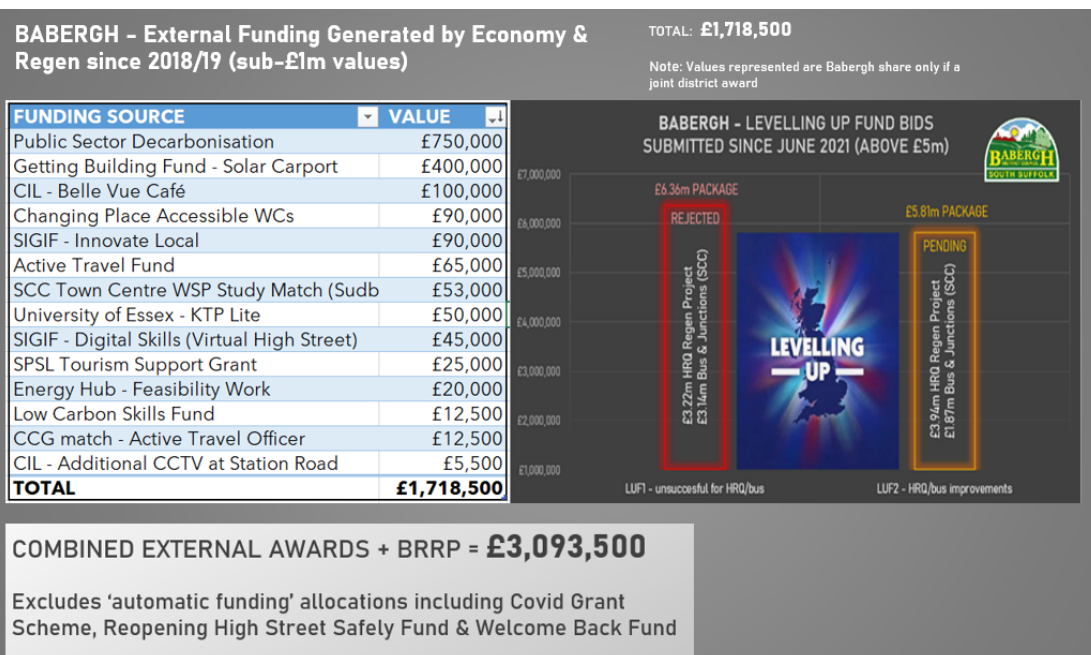 BABERGH - External Funding Generated by Economy &
Regen since 2018/19 (sub-£1m values)
TOTAL: £1,718,500
Note: Values represented are Babergh share only if a
joint district award
FUNDING SOURCE VALUE
Public Sector Decarbonisation £750,000
Getting Building Fund - Solar Carport £400,000
CIL - Belle Vue Café £100,000
Changing Place Accessible WCs £90,000
SIGIF - Innovate Local £90,000
Active Travel Fund £65,000
SCC Town Centre WSP Study Match (Sudb £53,000
University of Essex - KTP Lite £50,000
SIGIF - Digital Skills (Virtual High Street) £45,000
SPSL Tourism Support Grant £25,000
Energy Hub - Feasibility Work £20,000
Low Carbon Skills Fund £12,500
CCG match - Active Travel Officer £12,500
CIL - Additional CCTV at Station Road £5,500
TOTAL £1,718,500
BABERGH - LEVELLING UP FUND BIDS
SUBMITTED SINCE JUNE 2021 (ABOVE £5m)
BABERGH
SOUTH SUFFOLK
£7,000,000
£6,000,000
£5,000,000
£4,000,000
£3,000,000
£2,000,000
£1,000,000
£6.36m PACKAGE
REJECTED
£3.22m HRQ Regen Project
£3.14m Bus & Junctions (SCC)
LEVELLING
UP
£5.81m PACKAGE
PENDING
£3.94m HRQ Regen Project
£1.87m Bus & Junctions (SCC)
LUF1 - unsuccesful for HRQ/bus
LUF2 - HRQ/bus improvements
COMBINED EXTERNAL AWARDS + BRRP = £3,093,500
Excludes ‘automatic funding’ allocations including Covid Grant
Scheme, Reopening High Street Safely Fund & Welcome Back Fund